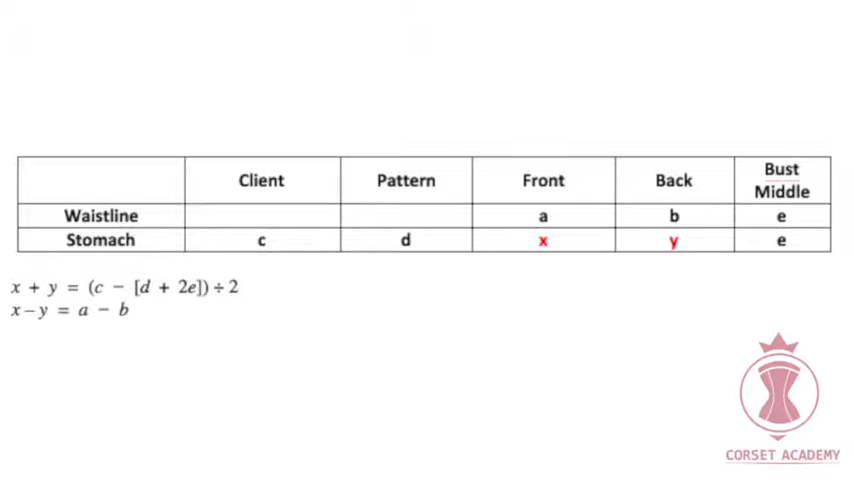 Client Pattern Front Back Bust Middle
Waistline a b e
Stomach c d x y e
x + y = (c − [d + 2e]) ÷ 2
x − y = a − b
CORSET ACADEMY